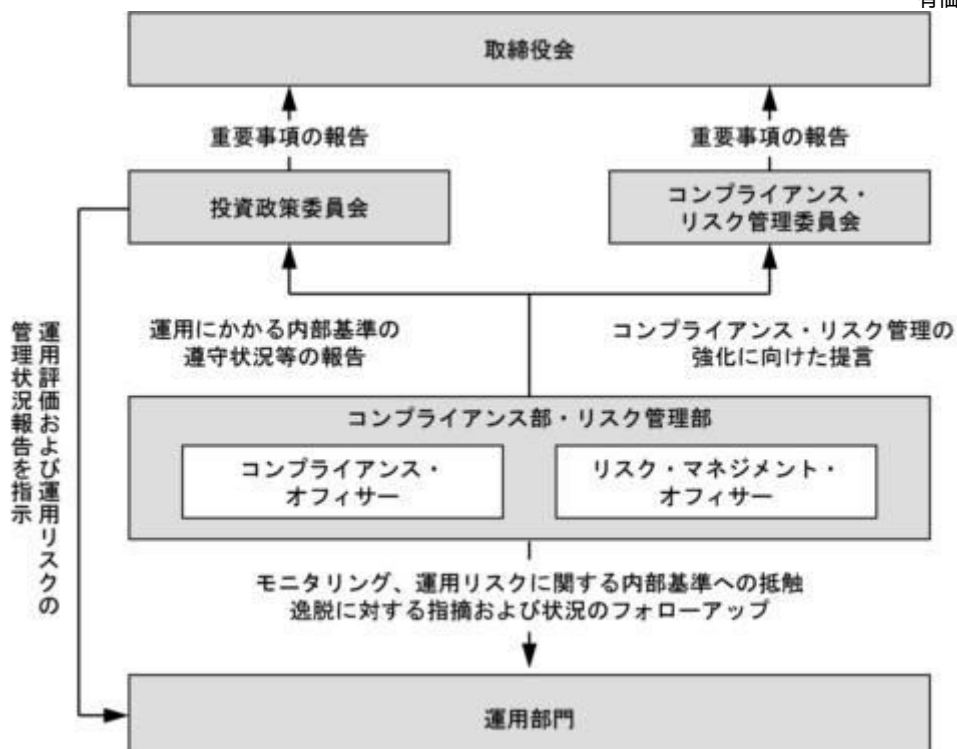 有価
取締役会
重要事項の報告
重要事項の報告
投資政策委員会
コンプライアンス・
リスク管理委員会
運用にかかる内部基準の
遵守状況等の報告
コンプライアンス・リスク管理の
強化に向けた提言
運用評価および運用リスクの
管理状況報告を指示
コンプライアンス部・リスク管理部
コンプライアンス・
オフィサー
リスク・マネジメント・
オフィサー
モニタリング、運用リスクに関する内部基準への抵触
逸脱に対する指摘および状況のフォローアップ
運用部門